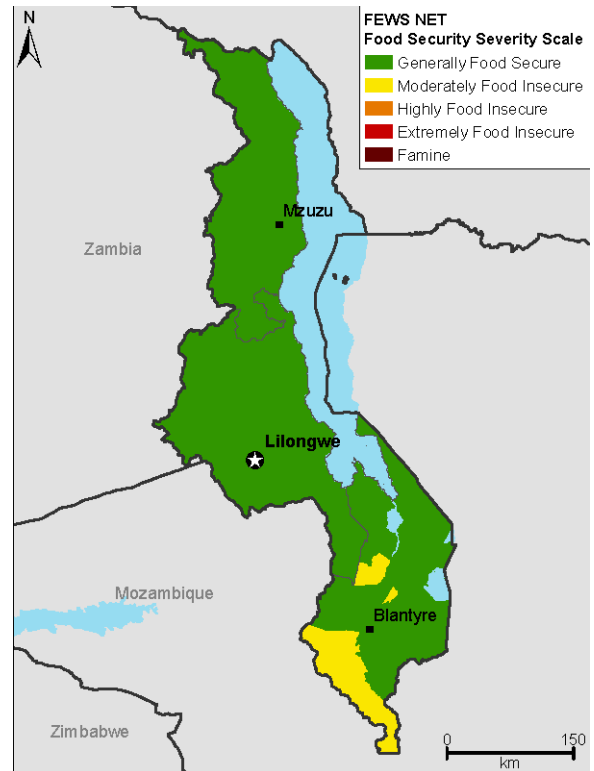 N
FEWS NET
Food Security Severity Scale
Generally Food Secure
Moderately Food Insecure
Highly Food Insecure
Extremely Food Insecure
Famine
Mzuzu
Zambia
Lilongwe
Mozambique
Blantyre
Zimbabwe
0 150
km